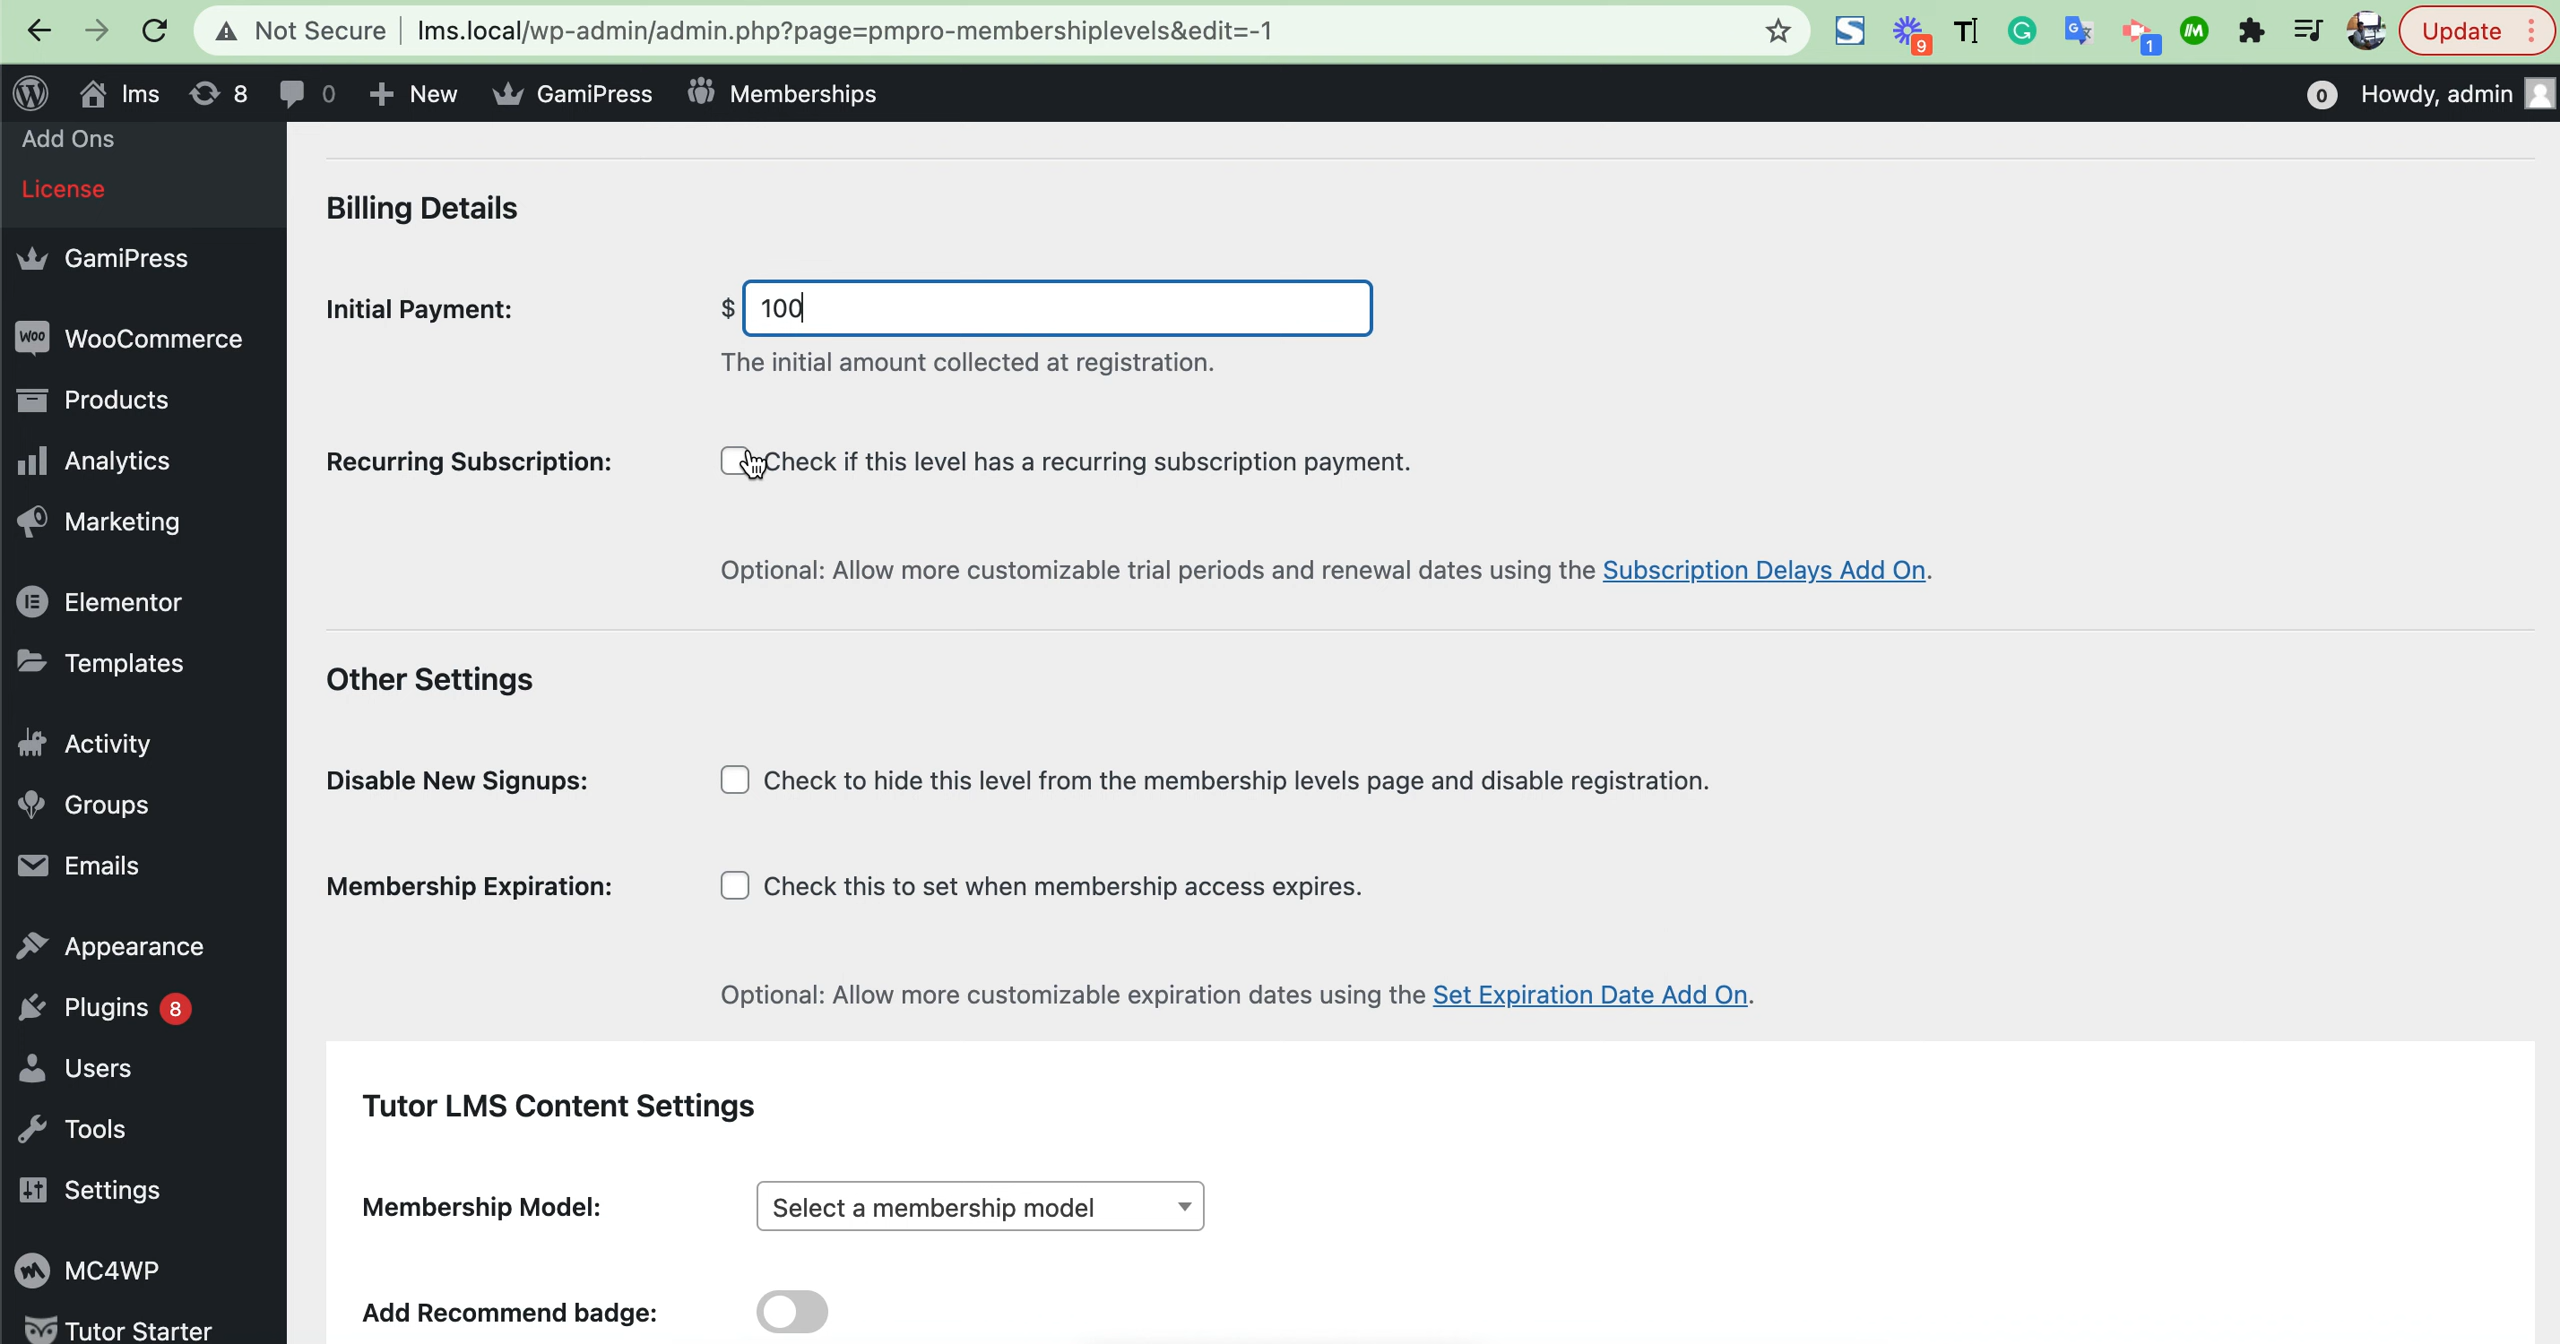 Not Secure lms.local/wp-admin/admin.php?page=pmpro-membershiplevels&edit=-1
9
1
Update
lms 8 0 New GamiPress Memberships
0 Howdy, admin
Add Ons
License
GamiPress
WooCommerce
Products
Analytics
Marketing
Elementor
Templates
Activity
Groups
Emails
Appearance
Plugins 8
Users
Tools
Settings
MC4WP
Tutor Starter
Billing Details
Initial Payment: $ 100
The initial amount collected at registration.
Recurring Subscription: Check if this level has a recurring subscription payment.
Optional: Allow more customizable trial periods and renewal dates using the Subscription Delays Add On.
Other Settings
Disable New Signups: Check to hide this level from the membership levels page and disable registration.
Membership Expiration: Check this to set when membership access expires.
Optional: Allow more customizable expiration dates using the Set Expiration Date Add On.
Tutor LMS Content Settings
Membership Model: Select a membership model
Add Recommend badge: